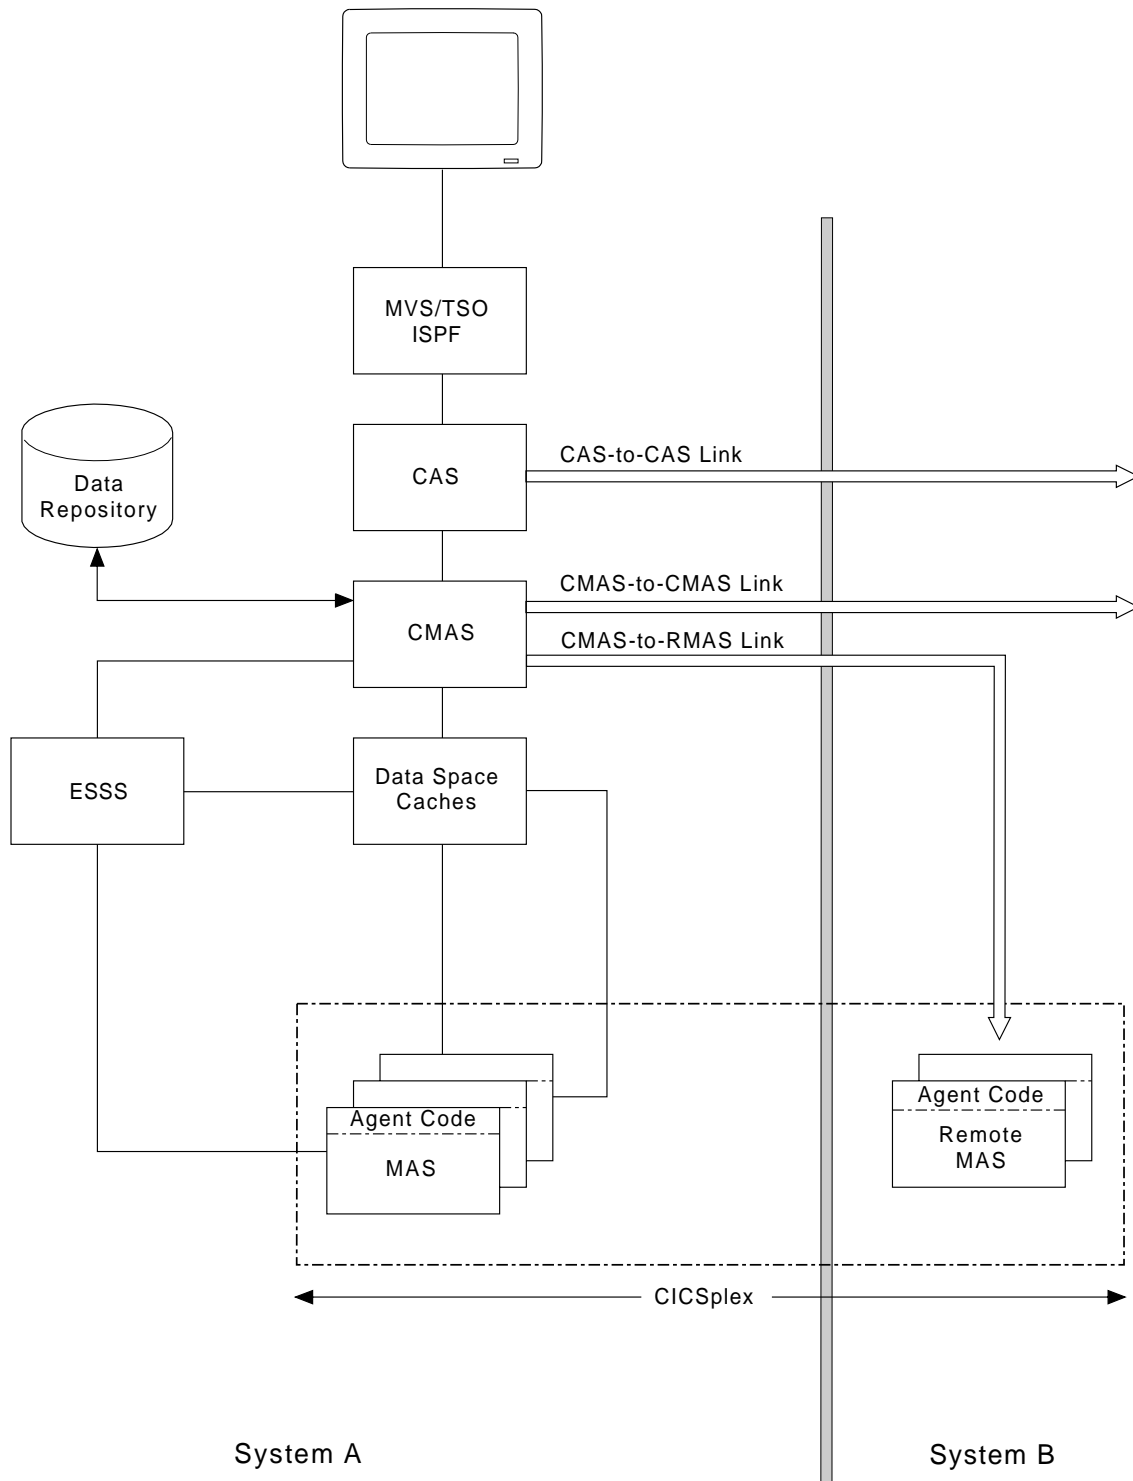 MVS/TSO
ISPF
CAS-to-CAS Link
CAS
Data
Repository
CMAS-to-CMAS Link
CMAS
CMAS-to-RMAS Link
ESSS
Data Space
Caches
Agent Code
MAS
Agent Code
Remote
MAS
CICSplex
System A
System B